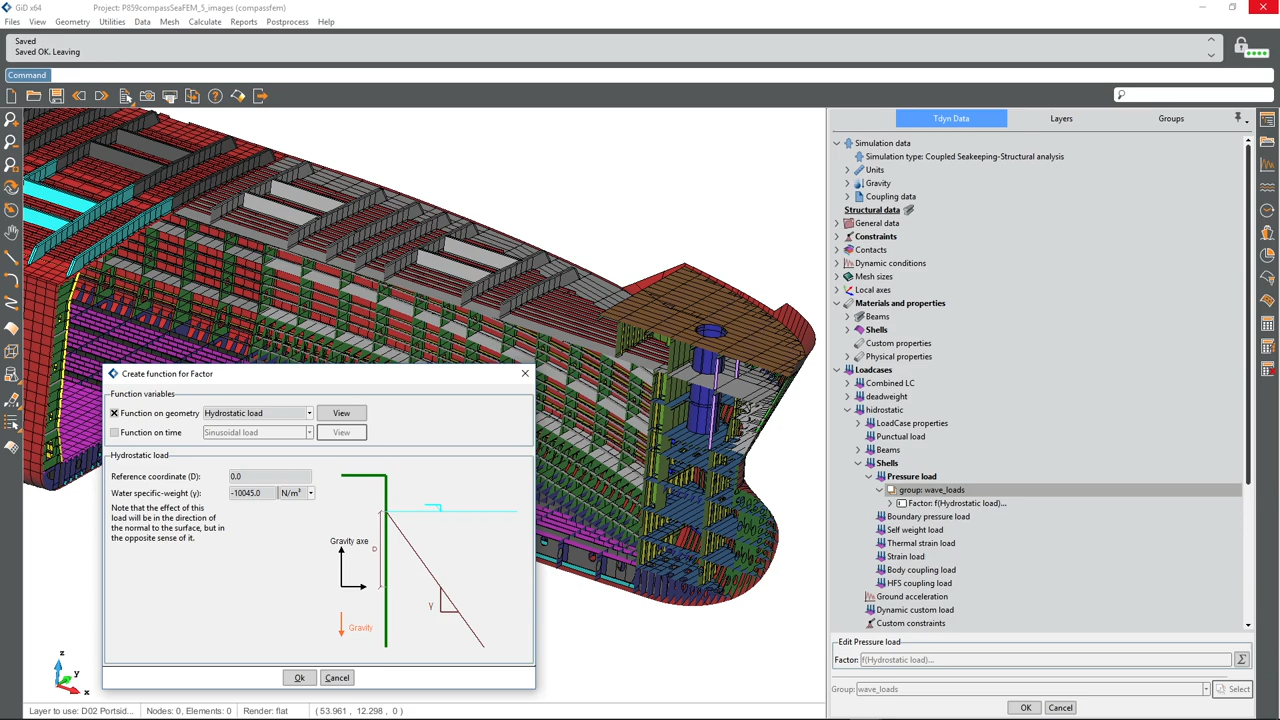 GiD x64 Project: P859compassSeaFEM_5_images (compassfem)
Files View Geometry Utilities Data Mesh Calculate Reports Postprocess Help
Saved
Saved OK. Leaving
Command
Tdyn Data Layers Groups
Simulation data
Simulation type: Coupled Seakeeping-Structural analysis
Units
Gravity
Coupling data
Structural data
General data
Constraints
Contacts
Dynamic conditions
Mesh sizes
Local axes
Materials and properties
Beams
Shells
Custom properties
Physical properties
Loadcases
Combined LC
deadweight
hidrostatic
LoadCase properties
Punctual load
Beams
Shells
Pressure load
group: wave_loads
Factor: f(Hydrostatic load)...
Boundary pressure load
Self weight load
Thermal strain load
Strain load
Body coupling load
HFS coupling load
Ground acceleration
Dynamic custom load
Custom constraints
Edit Pressure load
Factor: f(Hydrostatic load)...
Group: wave_loads Select
OK Cancel
Create function for Factor
Function variables
Function on geometry Hydrostatic load View
Function on time Sinusoidal load View
Hydrostatic load
Reference coordinate (D): 0.0
Water specific-weight (γ): -10045.0 N/m³
Note that the effect of this
load will be in the direction of
the normal to the surface, but in
the opposite sense of it.
Gravity axe
D
γ
Gravity
Ok Cancel
z
y
x
Layer to use: D02 Portsid... Nodes: 0, Elements: 0 Render: flat ( 53.961 , 12.298 , 0 )